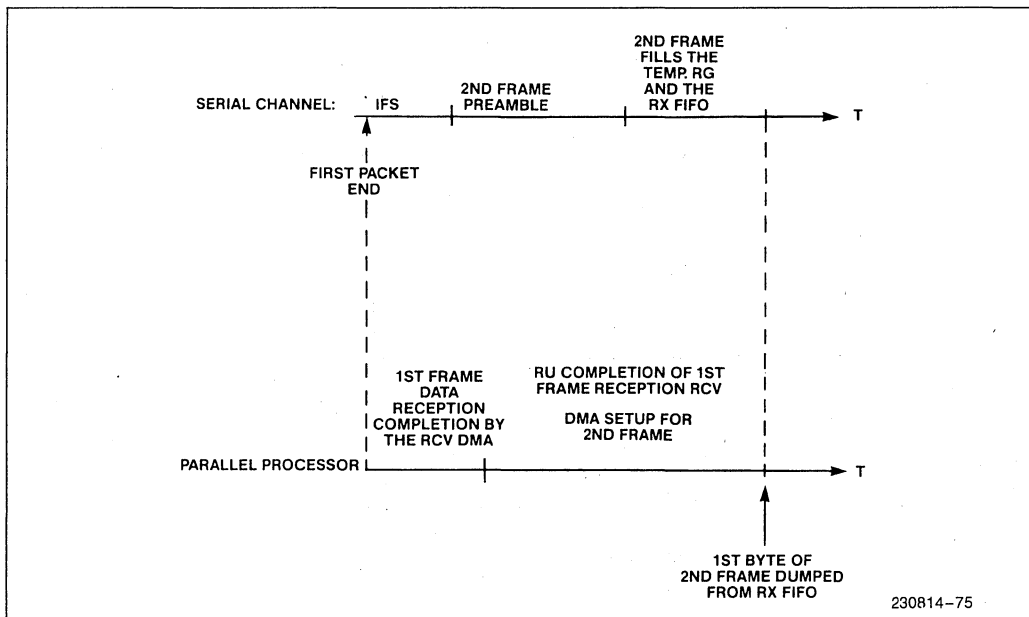 2ND FRAME
FILLS THE
TEMP. RG
AND THE
RX FIFO
2ND FRAME
PREAMBLE
SERIAL CHANNEL:
IFS
T
FIRST PACKET
END
1ST FRAME
DATA
RECEPTION
COMPLETION BY
THE RCV DMA
RU COMPLETION OF 1ST
FRAME RECEPTION RCV
DMA SETUP FOR
2ND FRAME
PARALLEL PROCESSOR
T
1ST BYTE OF
2ND FRAME DUMPED
FROM RX FIFO
230814-75